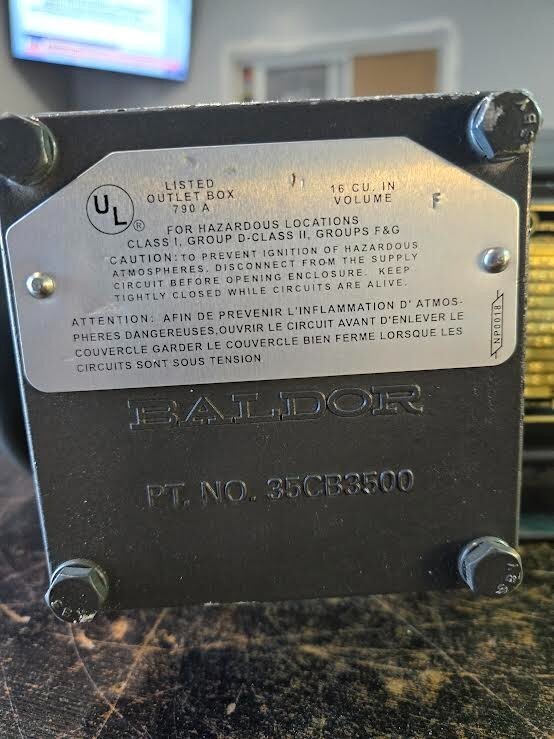 UL®
LISTED
OUTLET BOX
790 A
16 CU. IN
VOLUME
F
FOR HAZARDOUS LOCATIONS
CLASS I, GROUP D-CLASS II, GROUPS F&G
CAUTION: TO PREVENT IGNITION OF HAZARDOUS
ATMOSPHERES, DISCONNECT FROM THE SUPPLY
CIRCUIT BEFORE OPENING ENCLOSURE. KEEP
TIGHTLY CLOSED WHILE CIRCUITS ARE ALIVE.
ATTENTION: AFIN DE PREVENIR L'INFLAMMATION D' ATMOS-
PHERES DANGEREUSES,OUVRIR LE CIRCUIT AVANT D'ENLEVER LE
COUVERCLE GARDER LE COUVERCLE BIEN FERME LORSQUE LES
CIRCUITS SONT SOUS TENSION
NP0018
BALDOR
PT. NO. 35CB3500